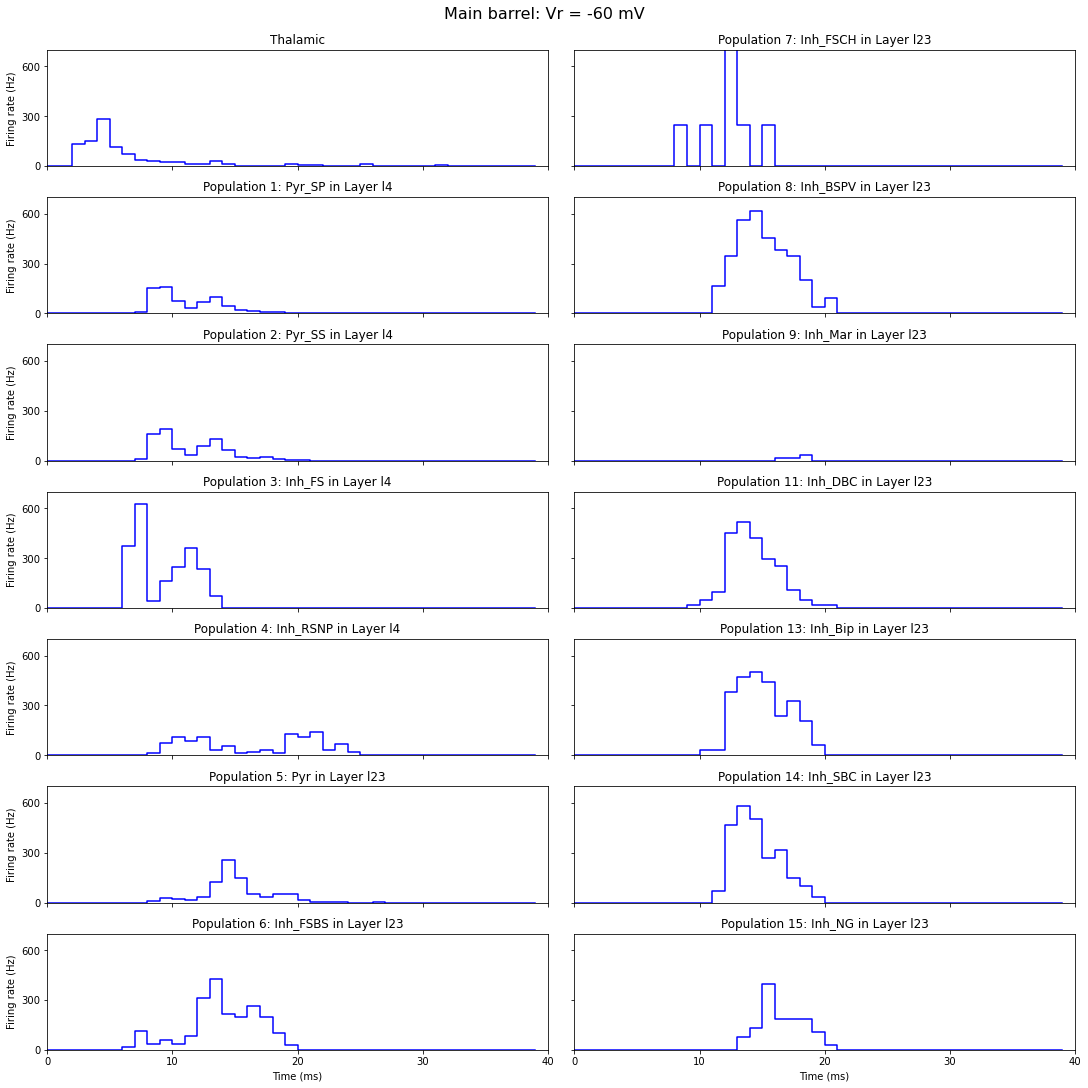 Main barrel: Vr = -60 mV
Thalamic
Firing rate (Hz)
600
300
0
Population 7: Inh_FSCH in Layer l23
Population 1: Pyr_SP in Layer l4
Firing rate (Hz)
600
300
0
Population 8: Inh_BSPV in Layer l23
Population 2: Pyr_SS in Layer l4
Firing rate (Hz)
600
300
0
Population 9: Inh_Mar in Layer l23
Population 3: Inh_FS in Layer l4
Firing rate (Hz)
600
300
0
Population 11: Inh_DBC in Layer l23
Population 4: Inh_RSNP in Layer l4
Firing rate (Hz)
600
300
0
Population 13: Inh_Bip in Layer l23
Population 5: Pyr in Layer l23
Firing rate (Hz)
600
300
0
Population 14: Inh_SBC in Layer l23
Population 6: Inh_FSBS in Layer l23
Firing rate (Hz)
600
300
0
0 10 20 30 40
Time (ms)
Population 15: Inh_NG in Layer l23
0 10 20 30 40
Time (ms)